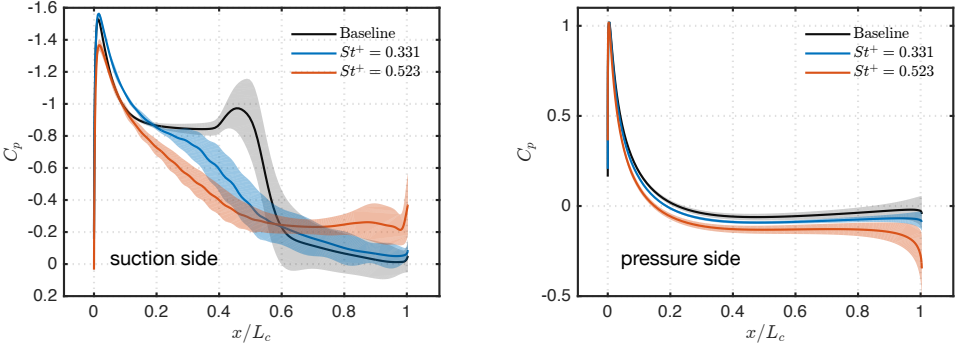 -1.6
-1.4
-1.2
-1
-0.8
-0.6
-0.4
-0.2
0
0.2
C_p
Baseline
St⁺ = 0.331
St⁺ = 0.523
suction side
0 0.2 0.4 0.6 0.8 1
x/L_c
1
0.5
0
-0.5
C_p
Baseline
St⁺ = 0.331
St⁺ = 0.523
pressure side
0 0.2 0.4 0.6 0.8 1
x/L_c